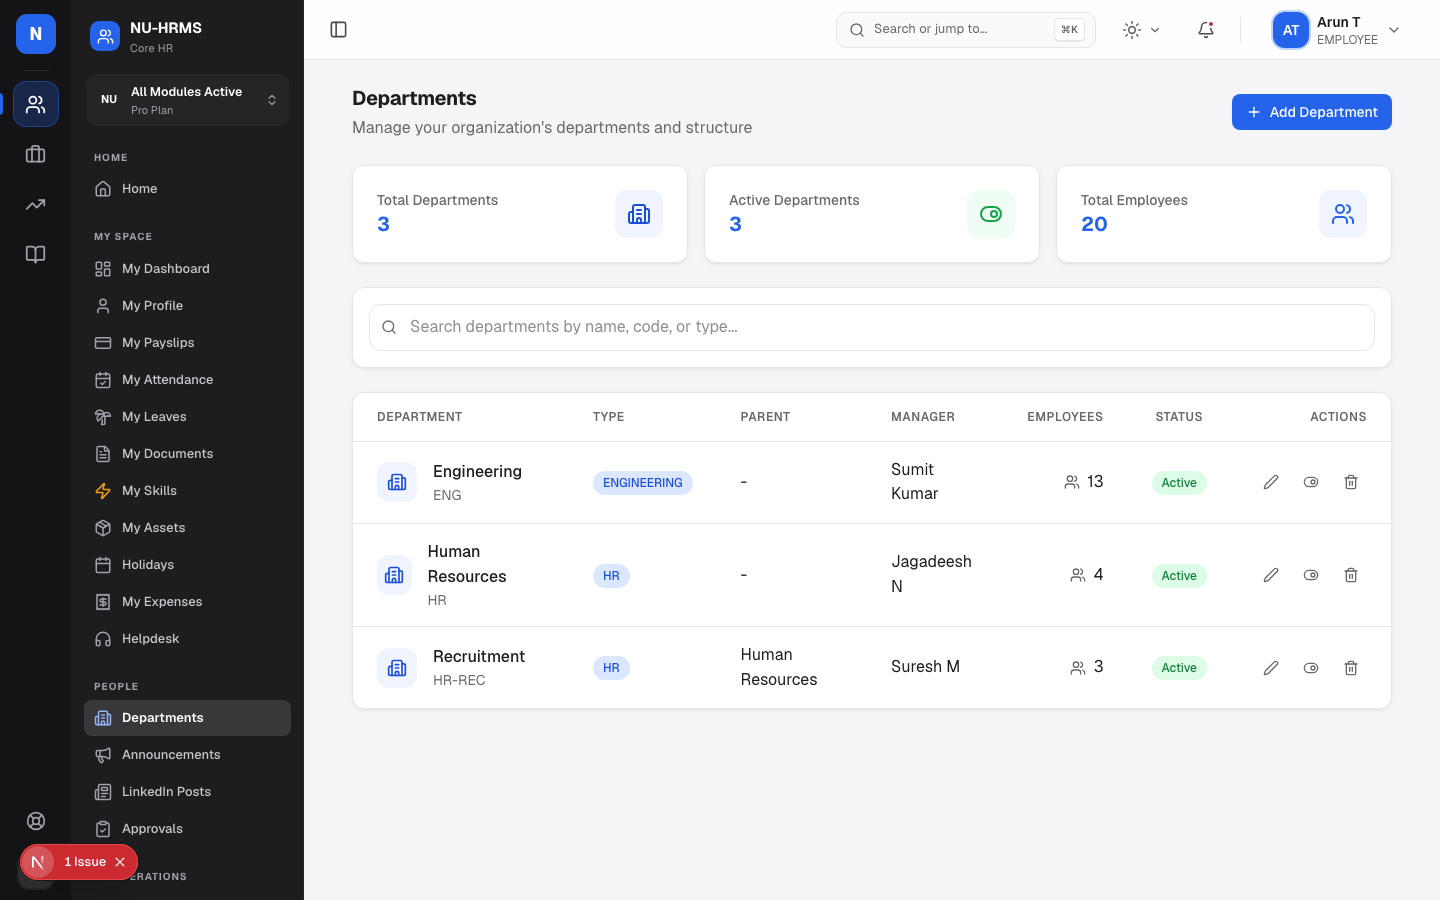 N
NU-HRMS
Core HR
NU
All Modules Active
Pro Plan
HOME
Home
MY SPACE
My Dashboard
My Profile
My Payslips
My Attendance
My Leaves
My Documents
My Skills
My Assets
Holidays
My Expenses
Helpdesk
PEOPLE
Departments
Announcements
LinkedIn Posts
Approvals
ERATIONS
N 1 Issue
Search or jump to...
⌘K
AT
Arun T
EMPLOYEE
Departments
Manage your organization's departments and structure
Add Department
Total Departments
3
Active Departments
3
Total Employees
20
Search departments by name, code, or type...
DEPARTMENT TYPE PARENT MANAGER EMPLOYEES STATUS ACTIONS
Engineering
ENG
ENGINEERING
-
Sumit
Kumar
13
Active
Human
Resources
HR
HR
-
Jagadeesh
N
4
Active
Recruitment
HR-REC
HR
Human
Resources
Suresh M
3
Active